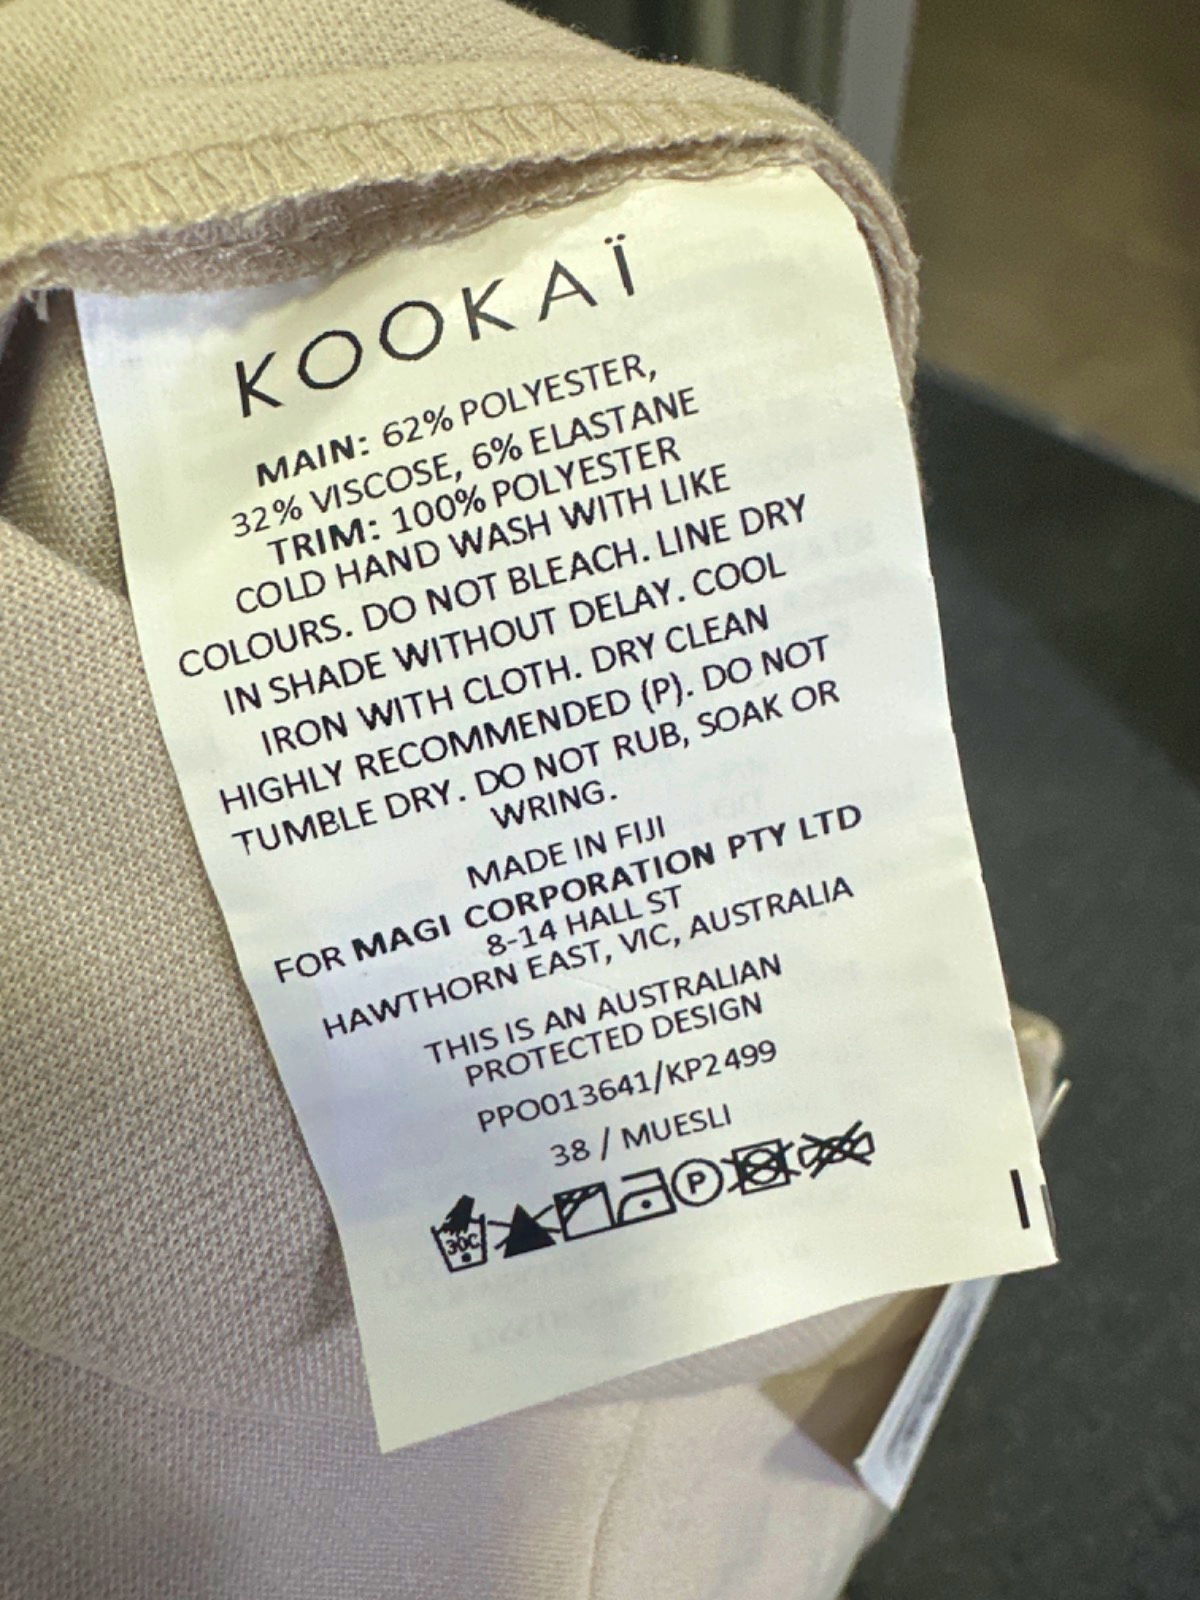 KOOKAÏ
MAIN: 62% POLYESTER,
32% VISCOSE, 6% ELASTANE
TRIM: 100% POLYESTER
COLD HAND WASH WITH LIKE
COLOURS. DO NOT BLEACH. LINE DRY
IN SHADE WITHOUT DELAY. COOL
IRON WITH CLOTH. DRY CLEAN
HIGHLY RECOMMENDED (P). DO NOT
TUMBLE DRY. DO NOT RUB, SOAK OR
WRING.
MADE IN FIJI
FOR MAGI CORPORATION PTY LTD
8-14 HALL ST
HAWTHORN EAST, VIC, AUSTRALIA
THIS IS AN AUSTRALIAN
PROTECTED DESIGN
PPO013641/KP2499
38 / MUESLI
30C P